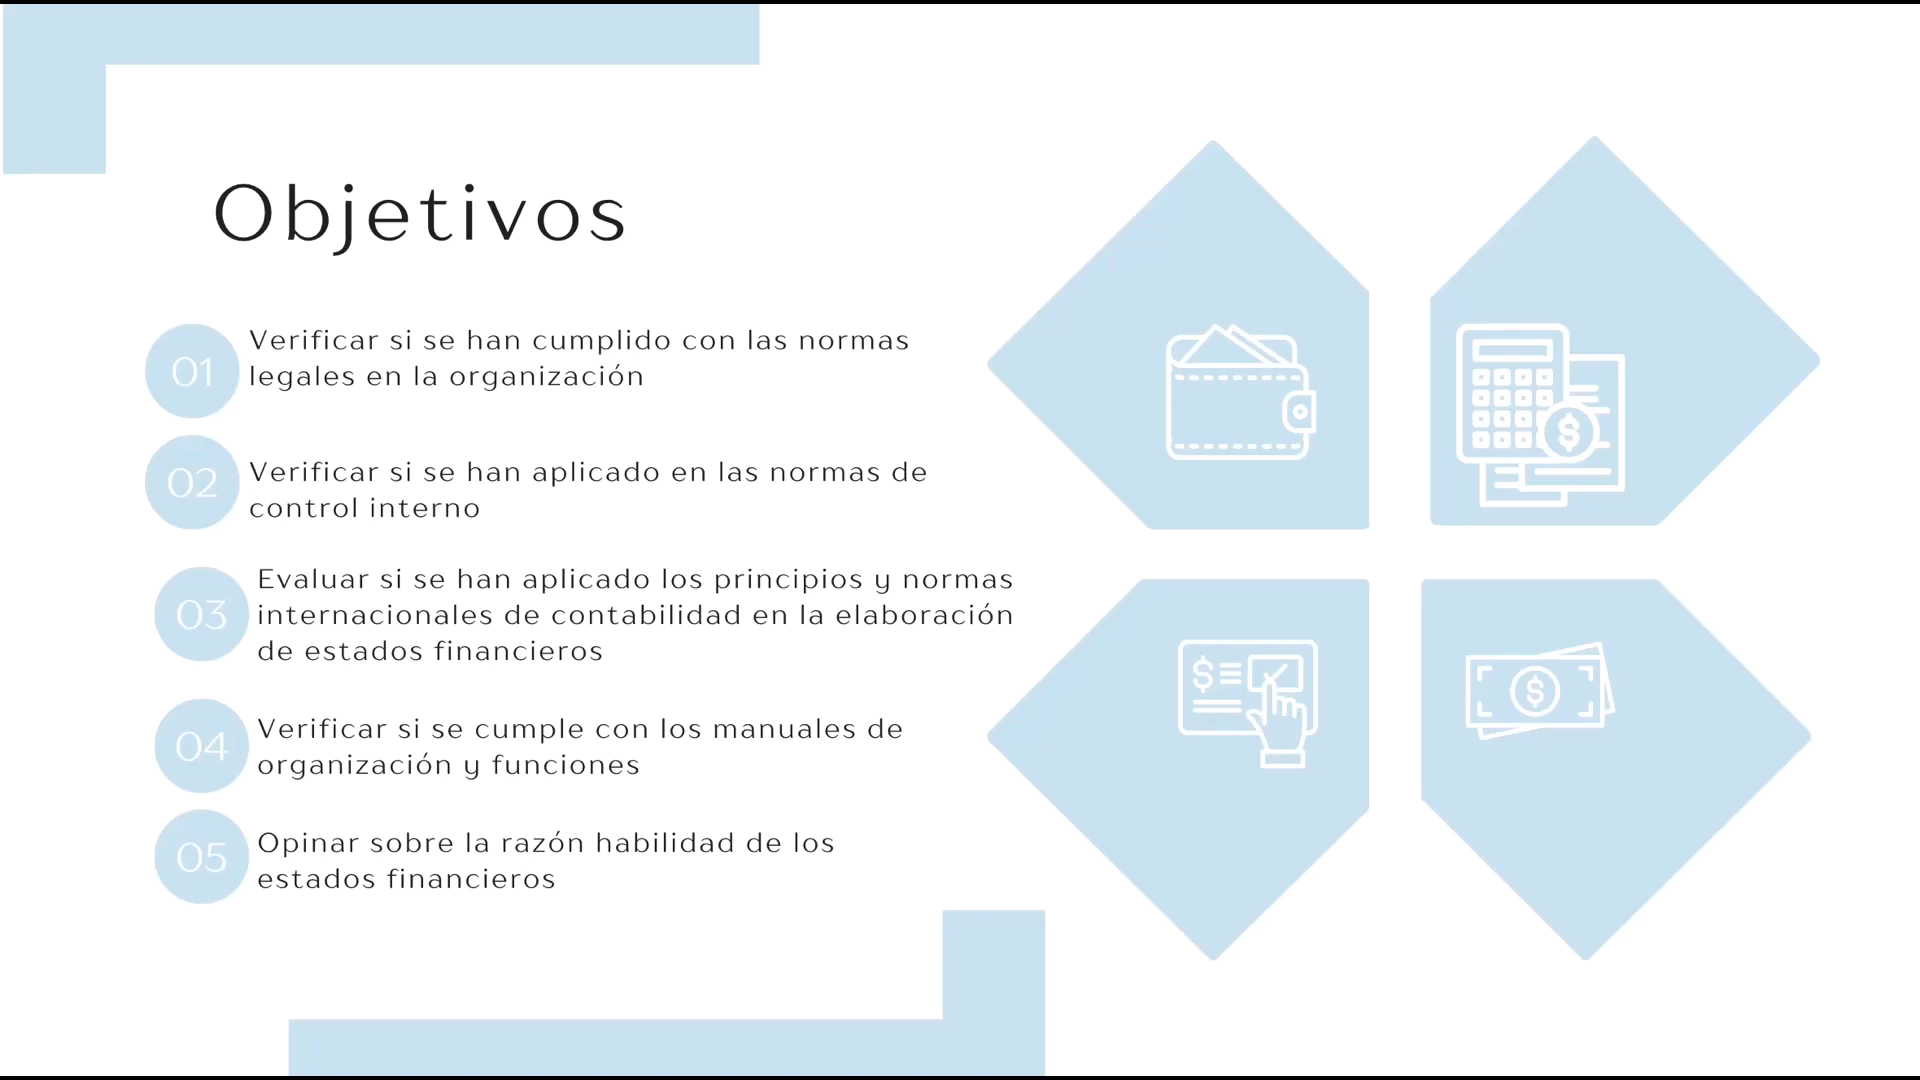 Objetivos
01
Verificar si se han cumplido con las normas
legales en la organización
02
Verificar si se han aplicado en las normas de
control interno
03
Evaluar si se han aplicado los principios y normas
internacionales de contabilidad en la elaboración
de estados financieros
04
Verificar si se cumple con los manuales de
organización y funciones
05
Opinar sobre la razón habilidad de los
estados financieros
$
$
$